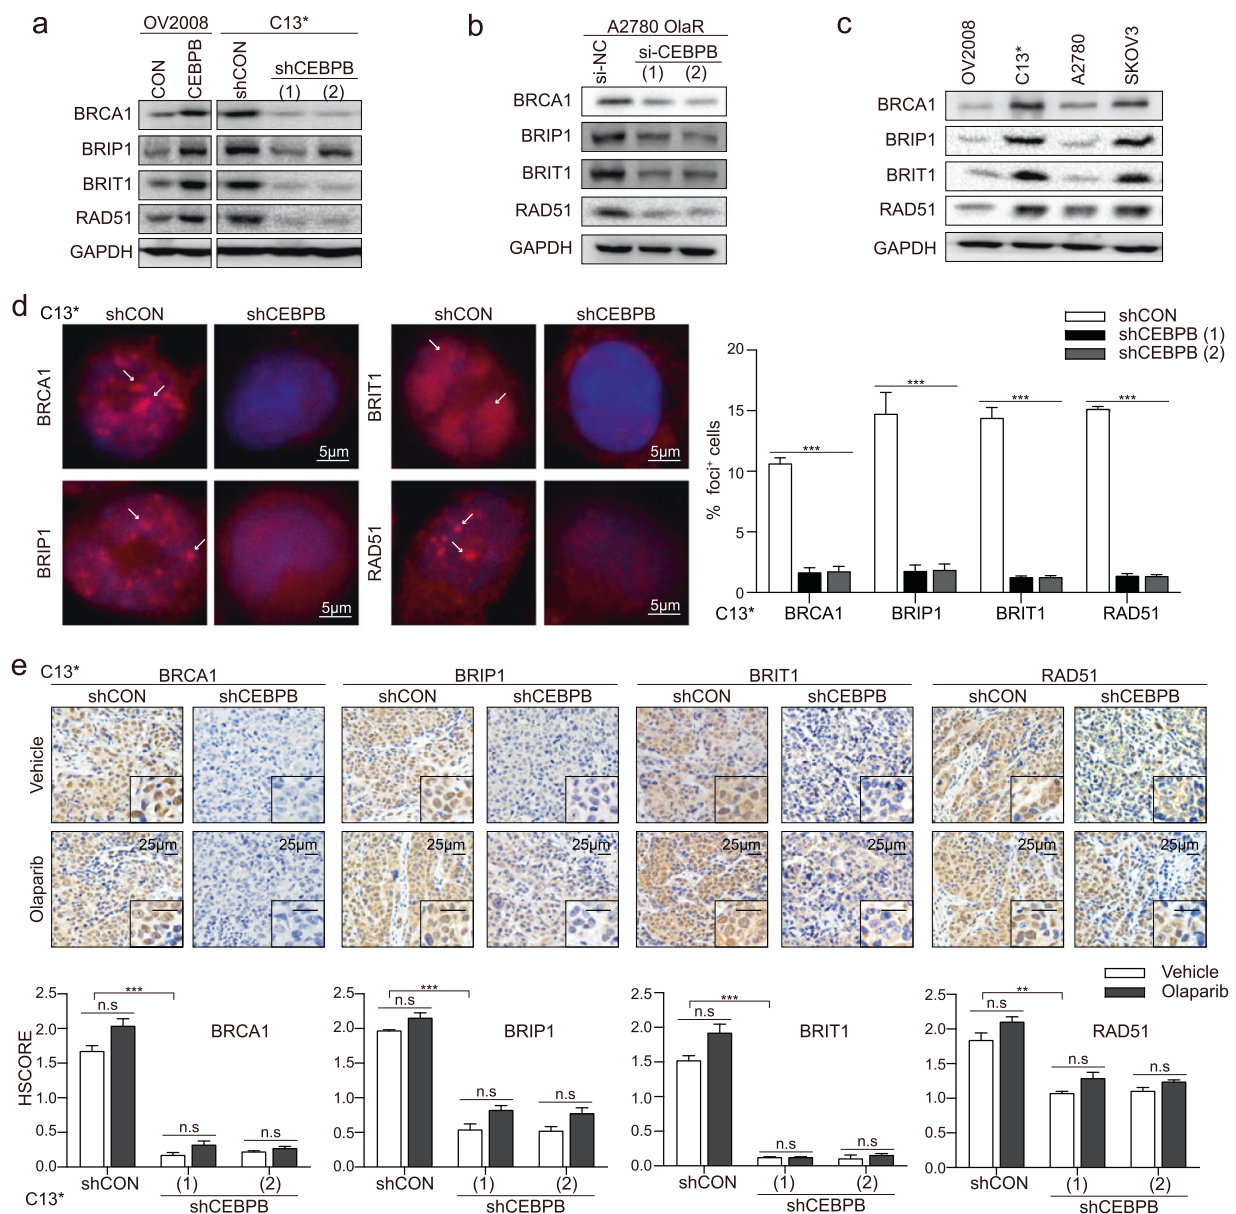 a
OV2008 C13*
CON CEBPB shCON shCEBPB
(1) (2)
BRCA1
BRIP1
BRIT1
RAD51
GAPDH
b
A2780 OlaR
si-NC si-CEBPB
(1) (2)
BRCA1
BRIP1
BRIT1
RAD51
GAPDH
c
OV2008 C13* A2780 SKOV3
BRCA1
BRIP1
BRIT1
RAD51
GAPDH
d
C13* shCON shCEBPB shCON shCEBPB
BRCA1 5μm BRIT1 5μm
BRIP1 5μm RAD51 5μm
shCON
shCEBPB (1)
shCEBPB (2)
% foci+ cells
20
15
10
5
0
*** *** *** ***
C13* BRCA1 BRIP1 BRIT1 RAD51
e
C13* BRCA1 BRIP1 BRIT1 RAD51
shCON shCEBPB shCON shCEBPB shCON shCEBPB shCON shCEBPB
Vehicle
Olaparib 25μm 25μm 25μm 25μm 25μm 25μm 25μm 25μm
Vehicle
Olaparib
HSCORE
2.5
2.0
1.5
1.0
0.5
0.0
***
n.s
BRCA1
n.s n.s
C13* shCON (1) (2)
shCEBPB
2.5
2.0
1.5
1.0
0.5
0.0
***
n.s
BRIP1
n.s n.s
shCON (1) (2)
shCEBPB
2.5
2.0
1.5
1.0
0.5
0.0
***
n.s
BRIT1
n.s n.s
shCON (1) (2)
shCEBPB
2.5
2.0
1.5
1.0
0.5
0.0
**
n.s
RAD51
n.s n.s
shCON (1) (2)
shCEBPB